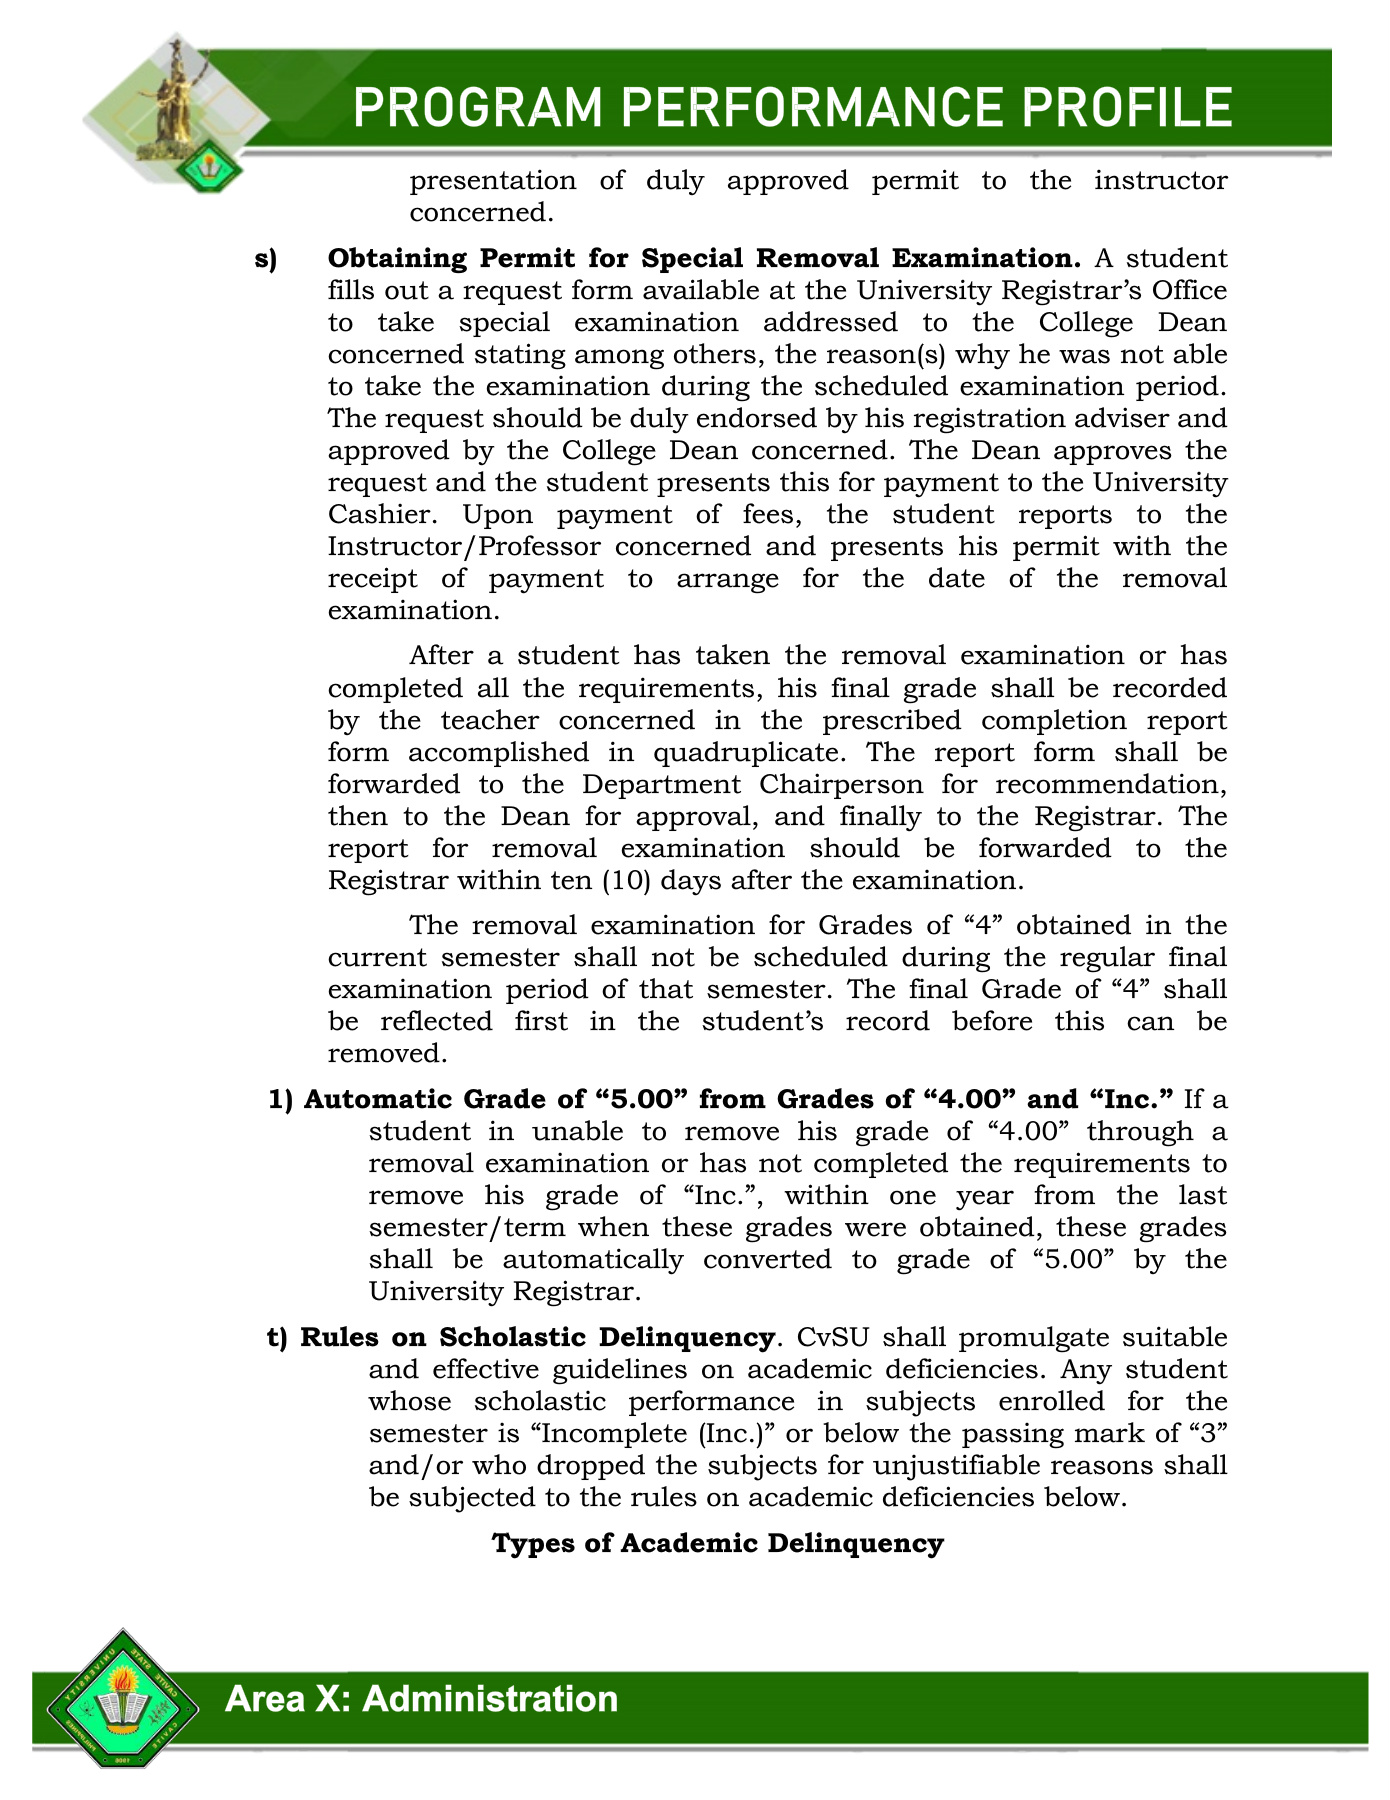 PROGRAM PERFORMANCE PROFILE
presentation of duly approved permit to the instructor
concerned.
s) Obtaining Permit for Special Removal Examination. A student
fills out a request form available at the University Registrar’s Office
to take special examination addressed to the College Dean
concerned stating among others, the reason(s) why he was not able
to take the examination during the scheduled examination period.
The request should be duly endorsed by his registration adviser and
approved by the College Dean concerned. The Dean approves the
request and the student presents this for payment to the University
Cashier. Upon payment of fees, the student reports to the
Instructor/Professor concerned and presents his permit with the
receipt of payment to arrange for the date of the removal
examination.
After a student has taken the removal examination or has
completed all the requirements, his final grade shall be recorded
by the teacher concerned in the prescribed completion report
form accomplished in quadruplicate. The report form shall be
forwarded to the Department Chairperson for recommendation,
then to the Dean for approval, and finally to the Registrar. The
report for removal examination should be forwarded to the
Registrar within ten (10) days after the examination.
The removal examination for Grades of “4” obtained in the
current semester shall not be scheduled during the regular final
examination period of that semester. The final Grade of “4” shall
be reflected first in the student’s record before this can be
removed.
1) Automatic Grade of “5.00” from Grades of “4.00” and “Inc.” If a
student in unable to remove his grade of “4.00” through a
removal examination or has not completed the requirements to
remove his grade of “Inc.”, within one year from the last
semester/term when these grades were obtained, these grades
shall be automatically converted to grade of “5.00” by the
University Registrar.
t) Rules on Scholastic Delinquency. CvSU shall promulgate suitable
and effective guidelines on academic deficiencies. Any student
whose scholastic performance in subjects enrolled for the
semester is “Incomplete (Inc.)” or below the passing mark of “3”
and/or who dropped the subjects for unjustifiable reasons shall
be subjected to the rules on academic deficiencies below.
Types of Academic Delinquency
CAVITE STATE UNIVERSITY
CAVITE
PHILIPPINES
1906
Area X: Administration